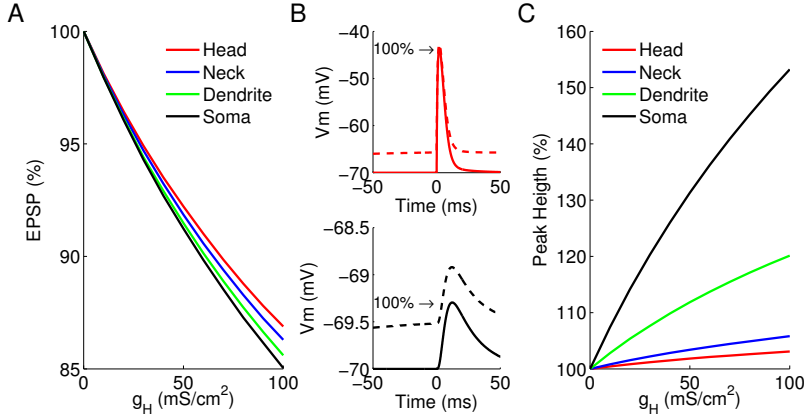 A
100
95
90
85
EPSP (%)
0
50
100
g_H (mS/cm²)
Head
Neck
Dendrite
Soma
B
−40
−50
−60
−70
Vm (mV)
100% →
−50
0
50
Time (ms)
−68.5
−69
−69.5
−70
Vm (mV)
100% →
−50
0
50
Time (ms)
C
160
150
140
130
120
110
100
Peak Heigth (%)
0
50
100
g_H (mS/cm²)
Head
Neck
Dendrite
Soma